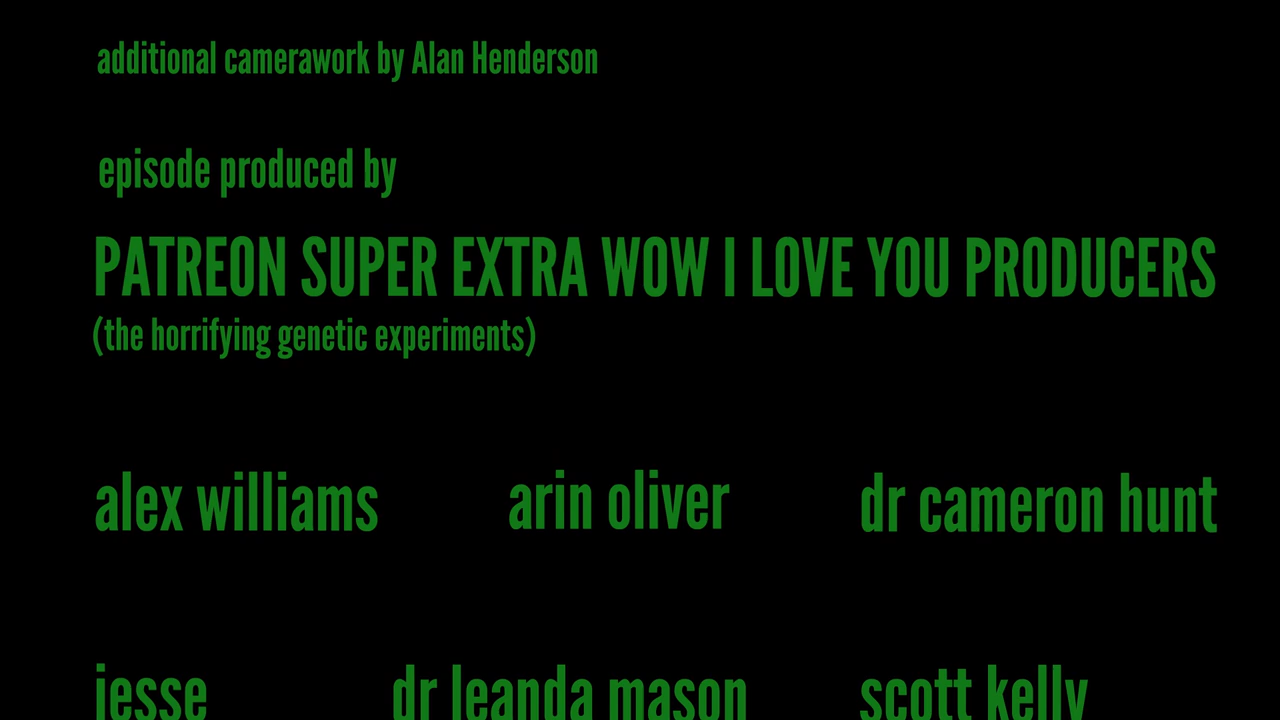 additional camerawork by Alan Henderson
episode produced by
PATREON SUPER EXTRA WOW I LOVE YOU PRODUCERS
(the horrifying genetic experiments)
alex williams arin oliver dr cameron hunt
jesse dr leanda mason scott kelly